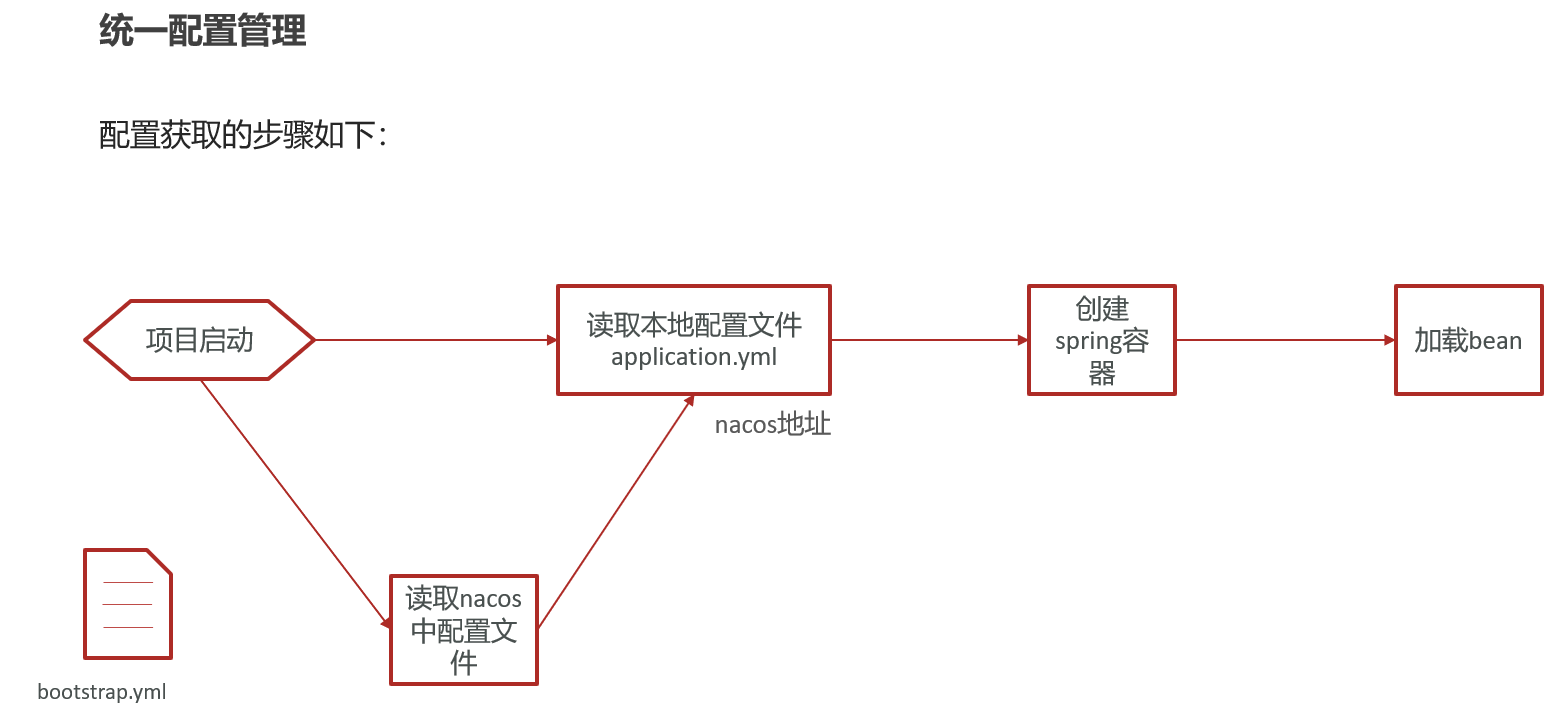 统一配置管理
配置获取的步骤如下：
项目启动
读取本地配置文件
application.yml
创建
spring容
器
加载bean
nacos地址
读取nacos
中配置文
件
bootstrap.yml